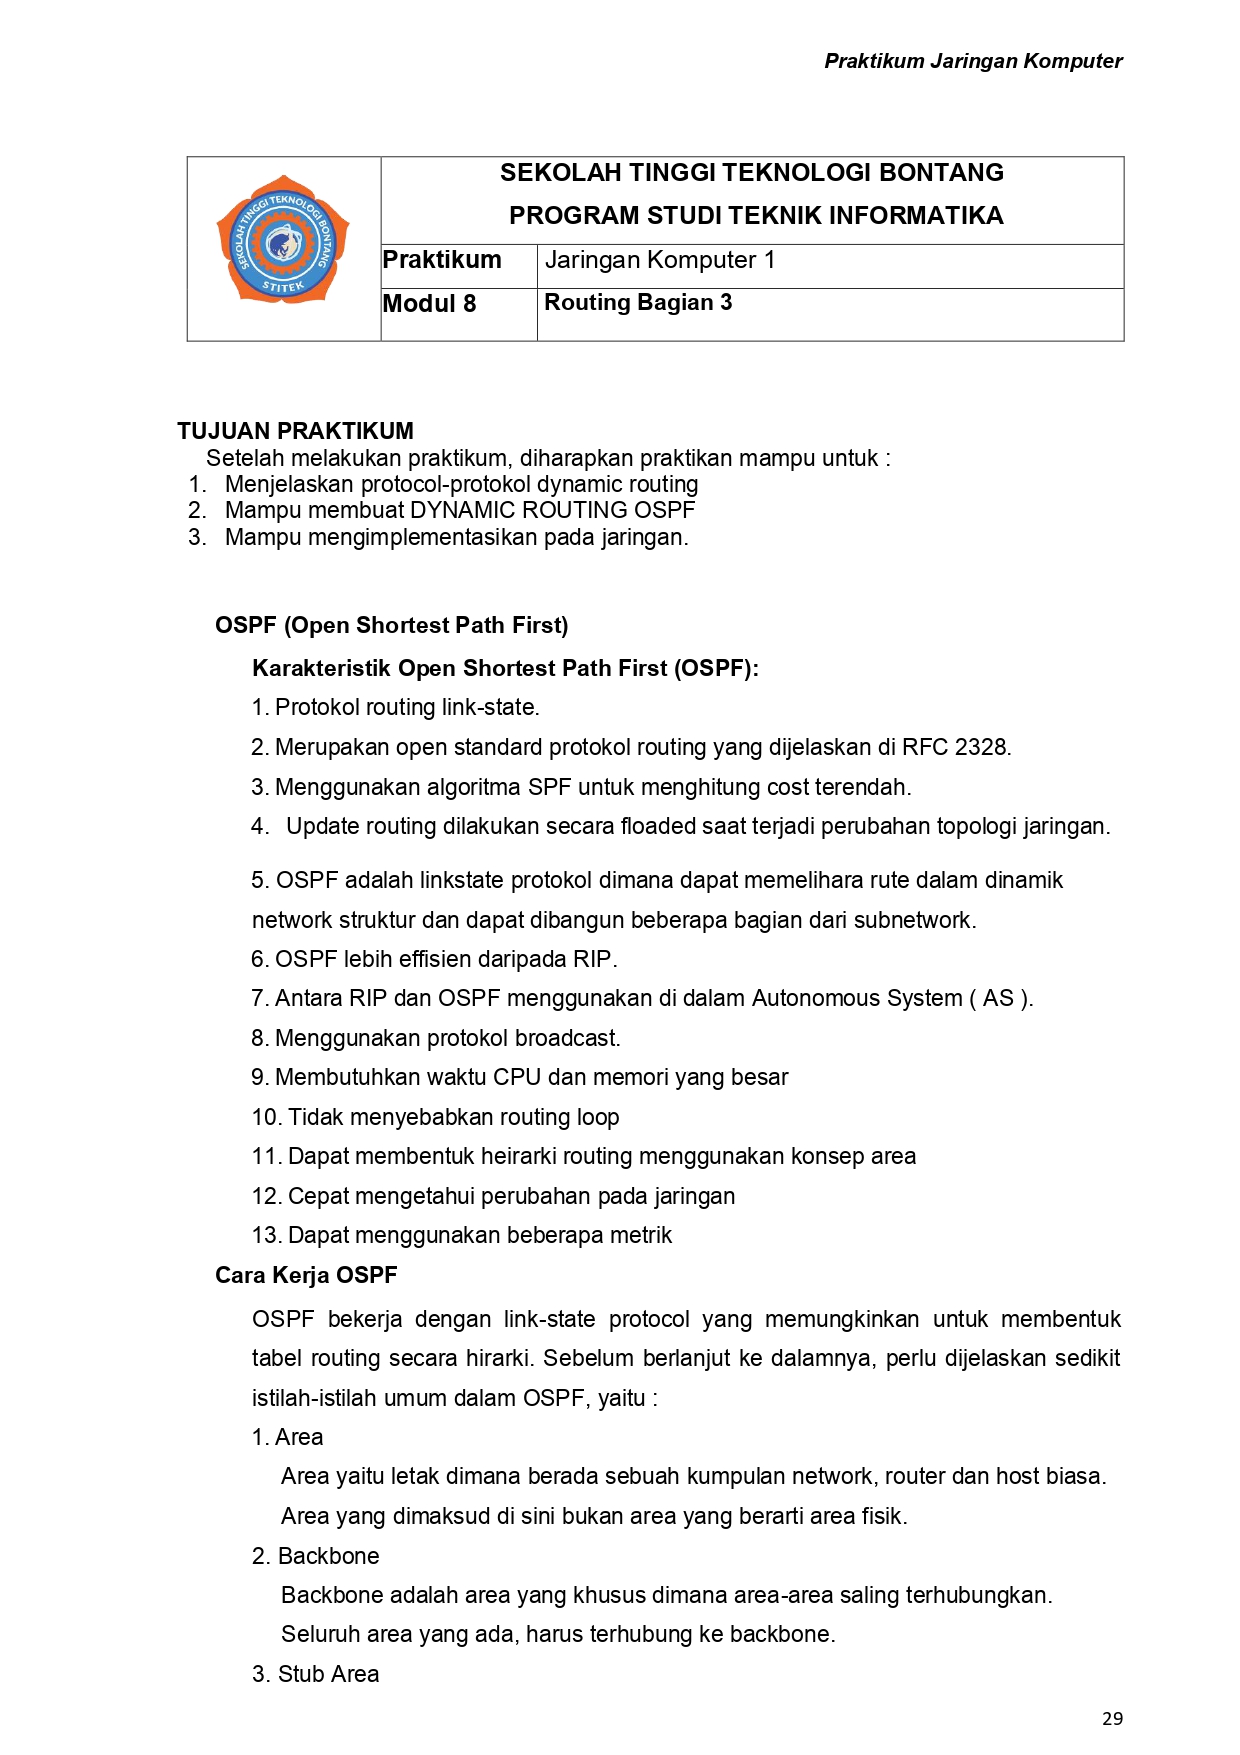 Praktikum Jaringan Komputer
SEKOLAH TINGGI TEKNOLOGI BONTANG
STITEK
SEKOLAH TINGGI TEKNOLOGI BONTANG
PROGRAM STUDI TEKNIK INFORMATIKA
Praktikum Jaringan Komputer 1
Modul 8 Routing Bagian 3
TUJUAN PRAKTIKUM
Setelah melakukan praktikum, diharapkan praktikan mampu untuk :
1. Menjelaskan protocol-protokol dynamic routing
2. Mampu membuat DYNAMIC ROUTING OSPF
3. Mampu mengimplementasikan pada jaringan.
OSPF (Open Shortest Path First)
Karakteristik Open Shortest Path First (OSPF):
1. Protokol routing link-state.
2. Merupakan open standard protokol routing yang dijelaskan di RFC 2328.
3. Menggunakan algoritma SPF untuk menghitung cost terendah.
4. Update routing dilakukan secara floaded saat terjadi perubahan topologi jaringan.
5. OSPF adalah linkstate protokol dimana dapat memelihara rute dalam dinamik
network struktur dan dapat dibangun beberapa bagian dari subnetwork.
6. OSPF lebih effisien daripada RIP.
7. Antara RIP dan OSPF menggunakan di dalam Autonomous System ( AS ).
8. Menggunakan protokol broadcast.
9. Membutuhkan waktu CPU dan memori yang besar
10. Tidak menyebabkan routing loop
11. Dapat membentuk heirarki routing menggunakan konsep area
12. Cepat mengetahui perubahan pada jaringan
13. Dapat menggunakan beberapa metrik
Cara Kerja OSPF
OSPF bekerja dengan link-state protocol yang memungkinkan untuk membentuk
tabel routing secara hirarki. Sebelum berlanjut ke dalamnya, perlu dijelaskan sedikit
istilah-istilah umum dalam OSPF, yaitu :
1. Area
Area yaitu letak dimana berada sebuah kumpulan network, router dan host biasa.
Area yang dimaksud di sini bukan area yang berarti area fisik.
2. Backbone
Backbone adalah area yang khusus dimana area-area saling terhubungkan.
Seluruh area yang ada, harus terhubung ke backbone.
3. Stub Area
29